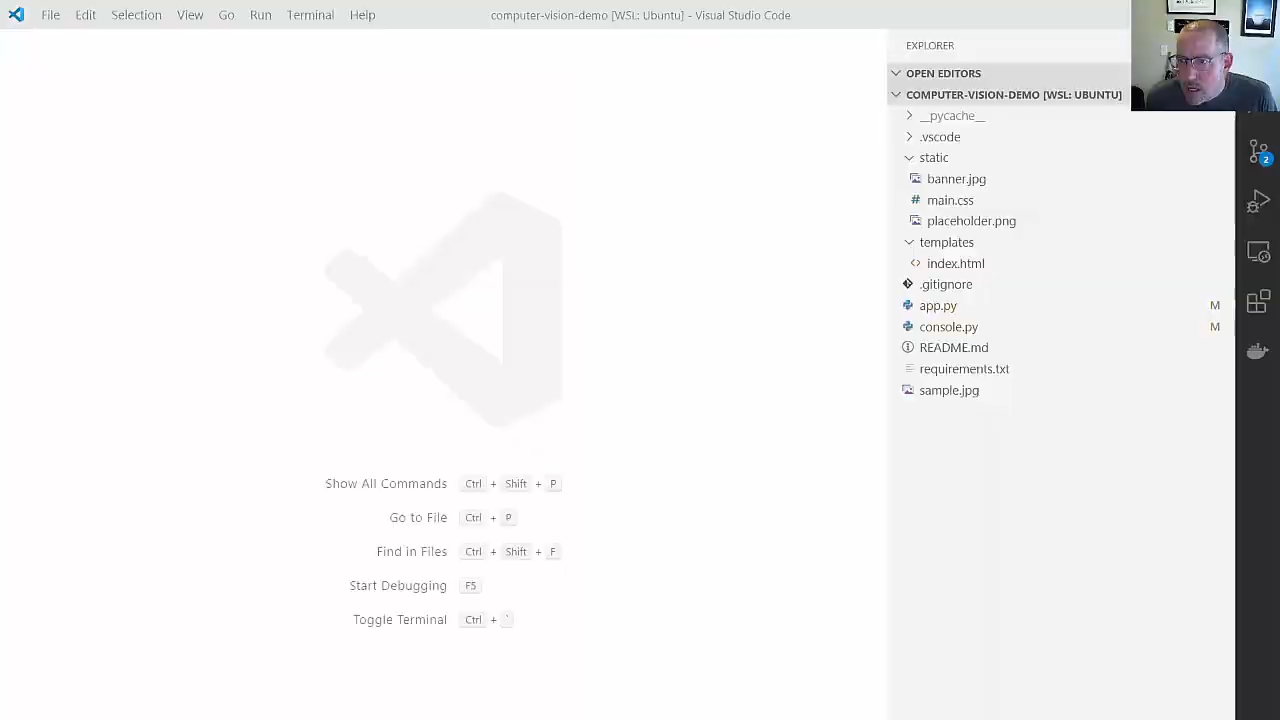 File Edit Selection View Go Run Terminal Help
computer-vision-demo [WSL: Ubuntu] - Visual Studio Code
EXPLORER
OPEN EDITORS
COMPUTER-VISION-DEMO [WSL: UBUNTU]
__pycache__
.vscode
static
banner.jpg
# main.css
placeholder.png
templates
<> index.html
.gitignore
app.py M
console.py M
README.md
requirements.txt
sample.jpg
2
Show All Commands Ctrl + Shift + P
Go to File Ctrl + P
Find in Files Ctrl + Shift + F
Start Debugging F5
Toggle Terminal Ctrl + `